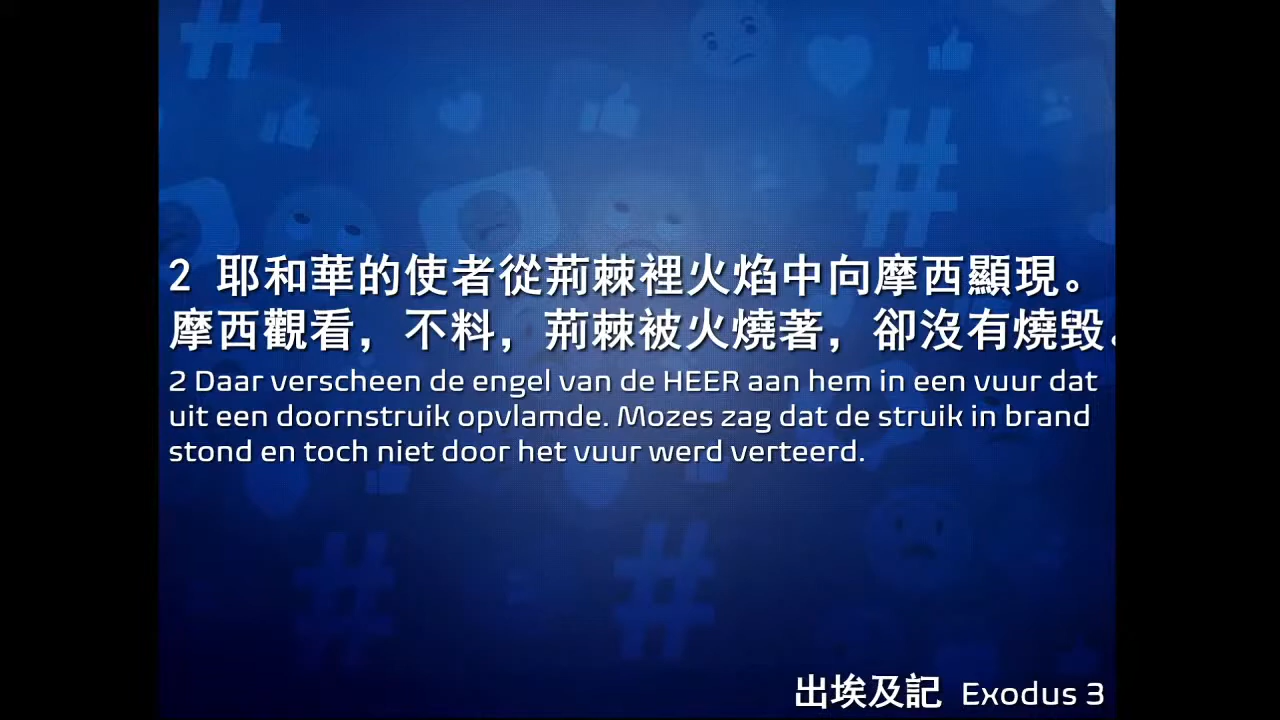 2 耶和華的使者從荊棘裡火焰中向摩西顯現。
摩西觀看，不料，荊棘被火燒著，卻沒有燒毀。
2 Daar verscheen de engel van de HEER aan hem in een vuur dat
uit een doornstruik opvlamde. Mozes zag dat de struik in brand
stond en toch niet door het vuur werd verteerd.
出埃及記 Exodus 3